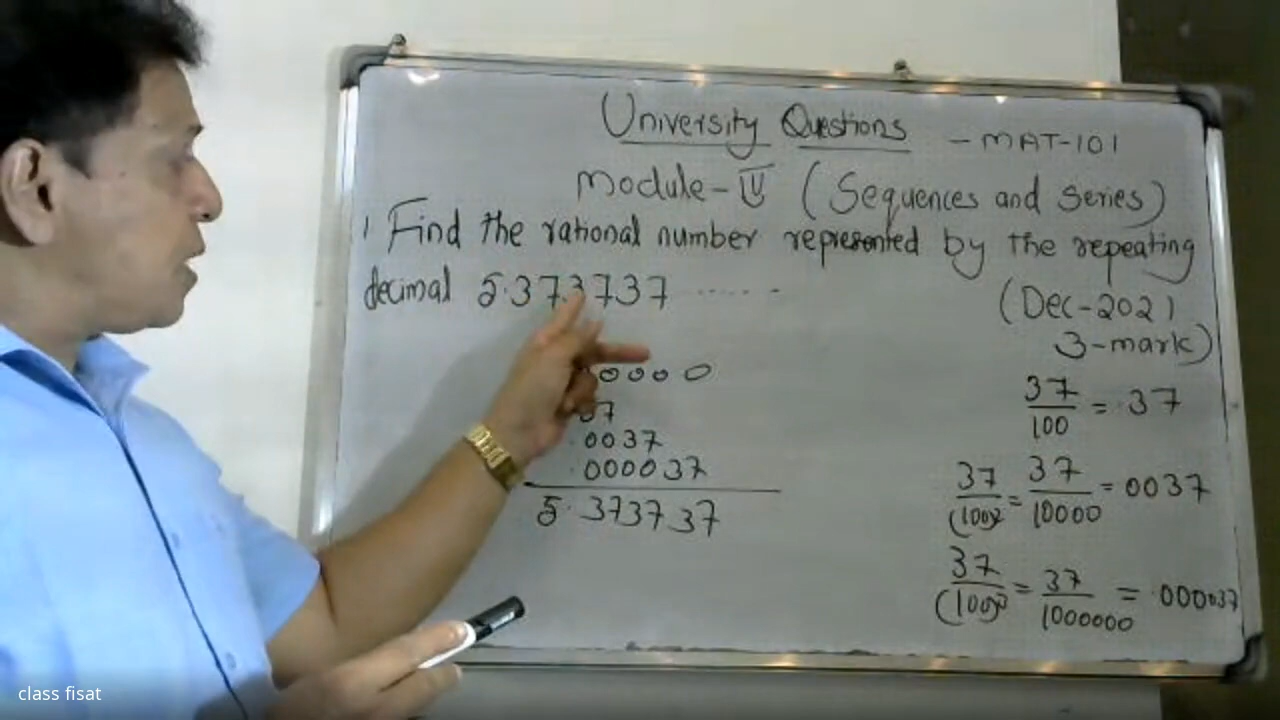 University Questions - MAT-101
Module-IV (Sequences and Series)
1 Find the rational number represented by the repeating
decimal 5.373737 .......
(Dec-2021
3-mark)
0000
37
.0037
.000037
5.373737
37/100 = .37
37/(100)² = 37/10000 = 0037
37/(100)³ = 37/1000000 = .000037
class fisat